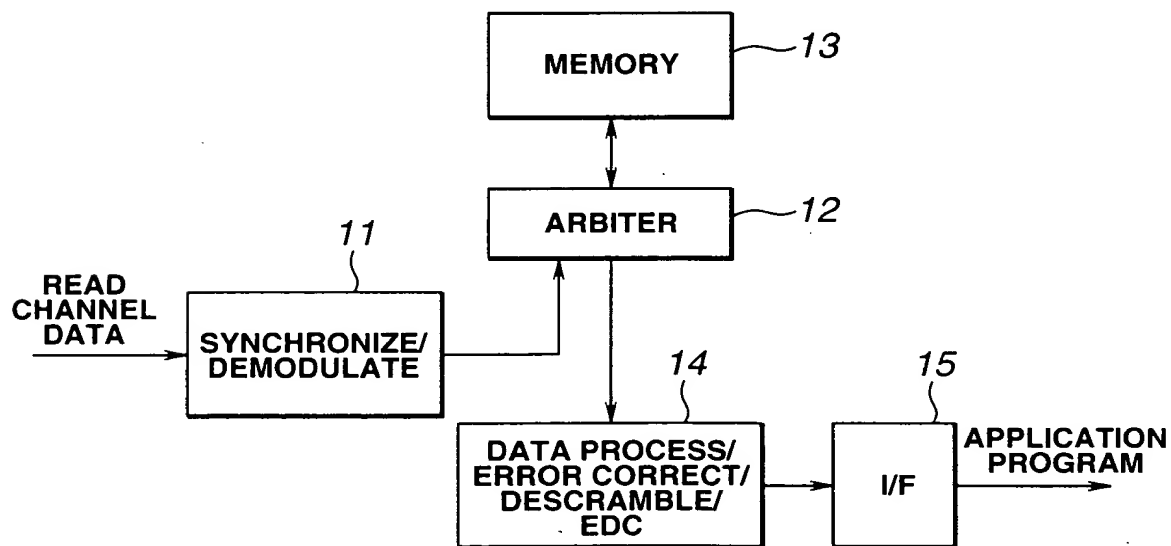 MEMORY
13
ARBITER
12
11
READ
CHANNEL
DATA
SYNCHRONIZE/
DEMODULATE
14
DATA PROCESS/
ERROR CORRECT/
DESCRAMBLE/
EDC
15
I/F
APPLICATION
PROGRAM